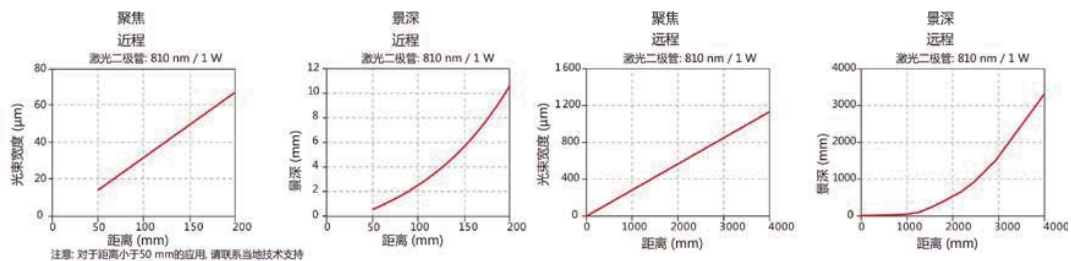 聚焦
近程
激光二极管: 810 nm / 1 W
80
60
40
20
0
光束宽度 (μm)
0
50
100
150
200
距离 (mm)
注意: 对于距离小于50 mm的应用, 请联系当地技术支持
景深
近程
激光二极管: 810 nm / 1 W
12
10
8
6
4
2
0
景深 (mm)
0
50
100
150
200
距离 (mm)
聚焦
远程
激光二极管: 810 nm / 1 W
1600
1200
800
400
0
光束宽度 (μm)
0
1000
2000
3000
4000
距离 (mm)
景深
远程
激光二极管: 810 nm / 1 W
4000
3000
2000
1000
0
景深 (mm)
0
1000
2000
3000
4000
距离 (mm)